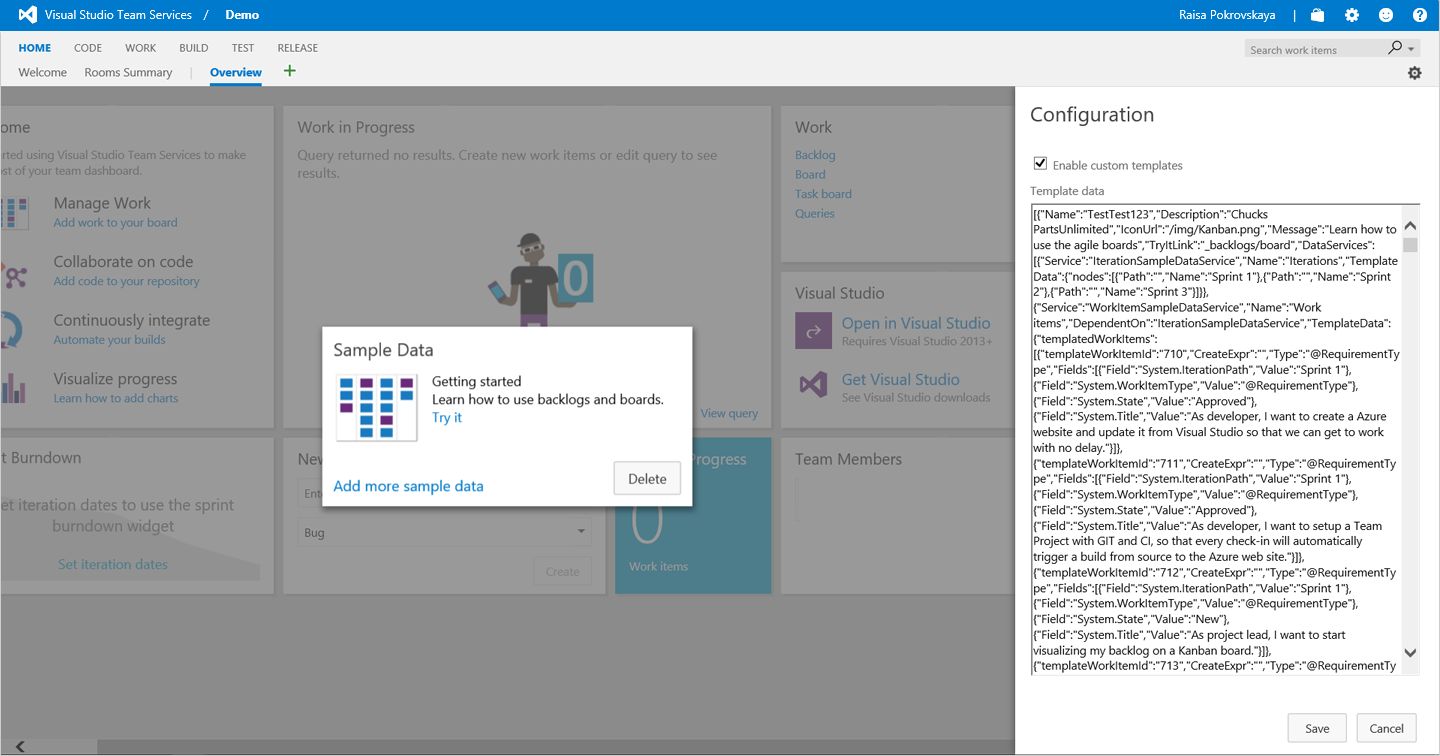 Visual Studio Team Services / Demo
Raisa Pokrovskaya |
HOME CODE WORK BUILD TEST RELEASE
Search work items
Welcome Rooms Summary | Overview +
ome
rted using Visual Studio Team Services to make
st of your team dashboard.
Manage Work
Add work to your board
Collaborate on code
Add code to your repository
Continuously integrate
Automate your builds
Visualize progress
Learn how to add charts
Work in Progress
Query returned no results. Create new work items or edit query to see
results.
0
View query
Work
Backlog
Board
Task board
Queries
Visual Studio
Open in Visual Studio
Requires Visual Studio 2013+
Get Visual Studio
See Visual Studio downloads
Sample Data
Getting started
Learn how to use backlogs and boards.
Try it
Add more sample data
Delete
t Burndown
et iteration dates to use the sprint
burndown widget
Set iteration dates
New
Ente
Bug
Create
Progress
0
Work items
Team Members
Configuration
Enable custom templates
Template data
[{"Name":"TestTest123","Description":"Chucks
PartsUnlimited","IconUrl":"/img/Kanban.png","Message":"Learn how to
use the agile boards","TryItLink":"_backlogs/board","DataServices":
[{"Service":"IterationSampleDataService","Name":"Iterations","Template
Data":{"nodes":[{"Path":"","Name":"Sprint 1"},{"Path":"","Name":"Sprint
2"},{"Path":"","Name":"Sprint 3"}]}},
{"Service":"WorkItemSampleDataService","Name":"Work
items","DependentOn":"IterationSampleDataService","TemplateData":
{"templatedWorkItems":
[{"templateWorkItemId":"710","CreateExpr":"","Type":"@RequirementTy
pe","Fields":[{"Field":"System.IterationPath","Value":"Sprint 1"},
{"Field":"System.WorkItemType","Value":"@RequirementType"},
{"Field":"System.State","Value":"Approved"},
{"Field":"System.Title","Value":"As developer, I want to create a Azure
website and update it from Visual Studio so that we can get to work
with no delay."}]},
{"templateWorkItemId":"711","CreateExpr":"","Type":"@RequirementTy
pe","Fields":[{"Field":"System.IterationPath","Value":"Sprint 1"},
{"Field":"System.WorkItemType","Value":"@RequirementType"},
{"Field":"System.State","Value":"Approved"},
{"Field":"System.Title","Value":"As developer, I want to setup a Team
Project with GIT and CI, so that every check-in will automatically
trigger a build from source to the Azure web site."}]},
{"templateWorkItemId":"712","CreateExpr":"","Type":"@RequirementTy
pe","Fields":[{"Field":"System.IterationPath","Value":"Sprint 1"},
{"Field":"System.WorkItemType","Value":"@RequirementType"},
{"Field":"System.State","Value":"New"},
{"Field":"System.Title","Value":"As project lead, I want to start
visualizing my backlog on a Kanban board."}]},
{"templateWorkItemId":"713","CreateExpr":"","Type":"@RequirementTy
Save Cancel